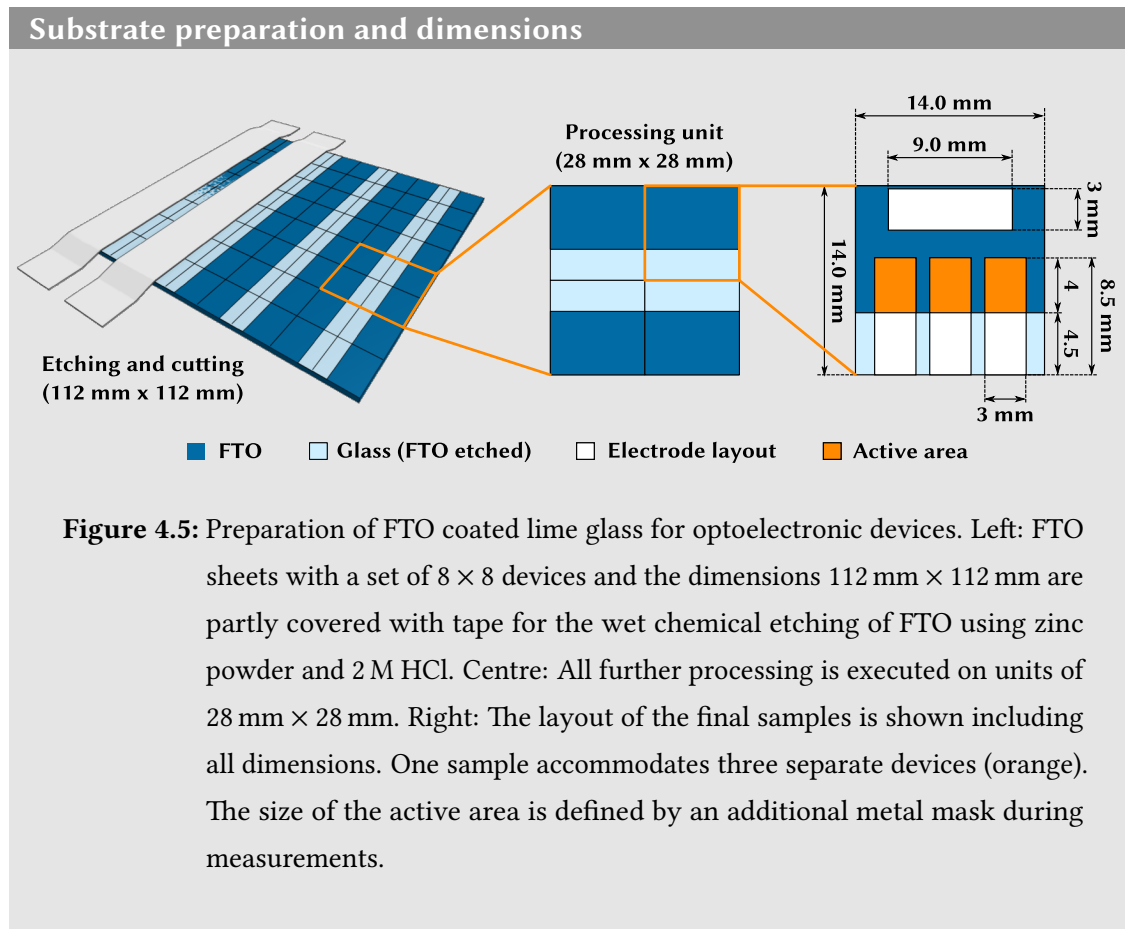 Substrate preparation and dimensions
14.0 mm
Processing unit
(28 mm x 28 mm)
9.0 mm
3 mm
14.0 mm
4
8.5 mm
4.5
Etching and cutting
(112 mm x 112 mm)
3 mm
FTO
Glass (FTO etched)
Electrode layout
Active area
Figure 4.5: Preparation of FTO coated lime glass for optoelectronic devices. Left: FTO
sheets with a set of 8 × 8 devices and the dimensions 112 mm × 112 mm are
partly covered with tape for the wet chemical etching of FTO using zinc
powder and 2 M HCl. Centre: All further processing is executed on units of
28 mm × 28 mm. Right: The layout of the final samples is shown including
all dimensions. One sample accommodates three separate devices (orange).
The size of the active area is defined by an additional metal mask during
measurements.